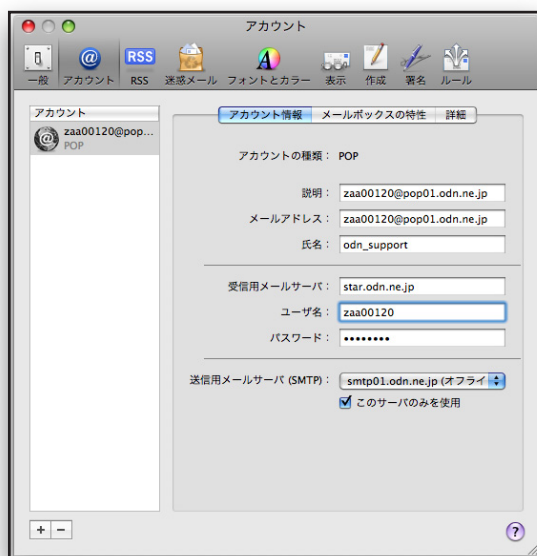 アカウント
RSS
一般 アカウント RSS 迷惑メール フォントとカラー 表示 作成 署名 ルール
アカウント
zaa00120@pop...
POP
アカウント情報 メールボックスの特性 詳細
アカウントの種類： POP
説明： zaa00120@pop01.odn.ne.jp
メールアドレス： zaa00120@pop01.odn.ne.jp
氏名： odn_support
受信用メールサーバ： star.odn.ne.jp
ユーザ名： zaa00120
パスワード： ••••••••
送信用メールサーバ (SMTP)： smtp01.odn.ne.jp (オフライ
このサーバのみを使用